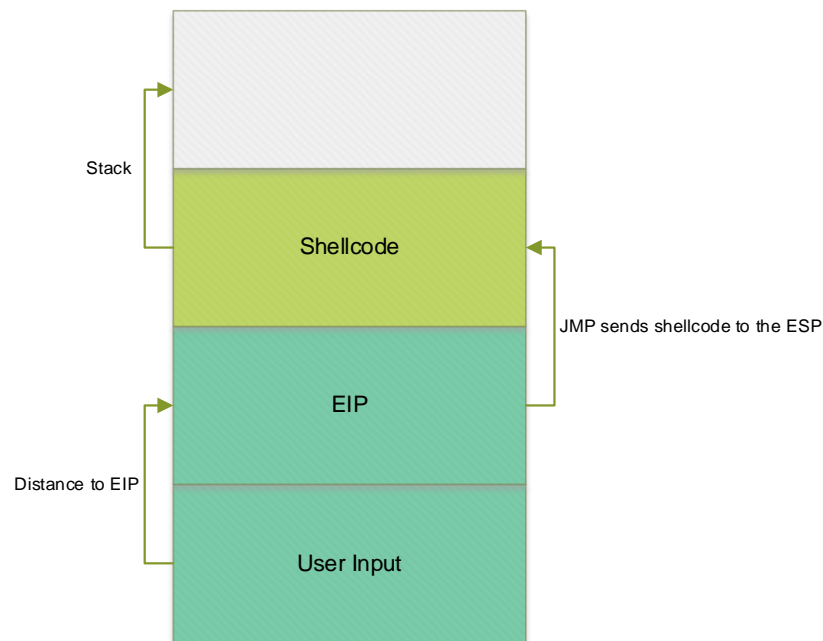 Stack
Shellcode
JMP sends shellcode to the ESP
EIP
Distance to EIP
User Input